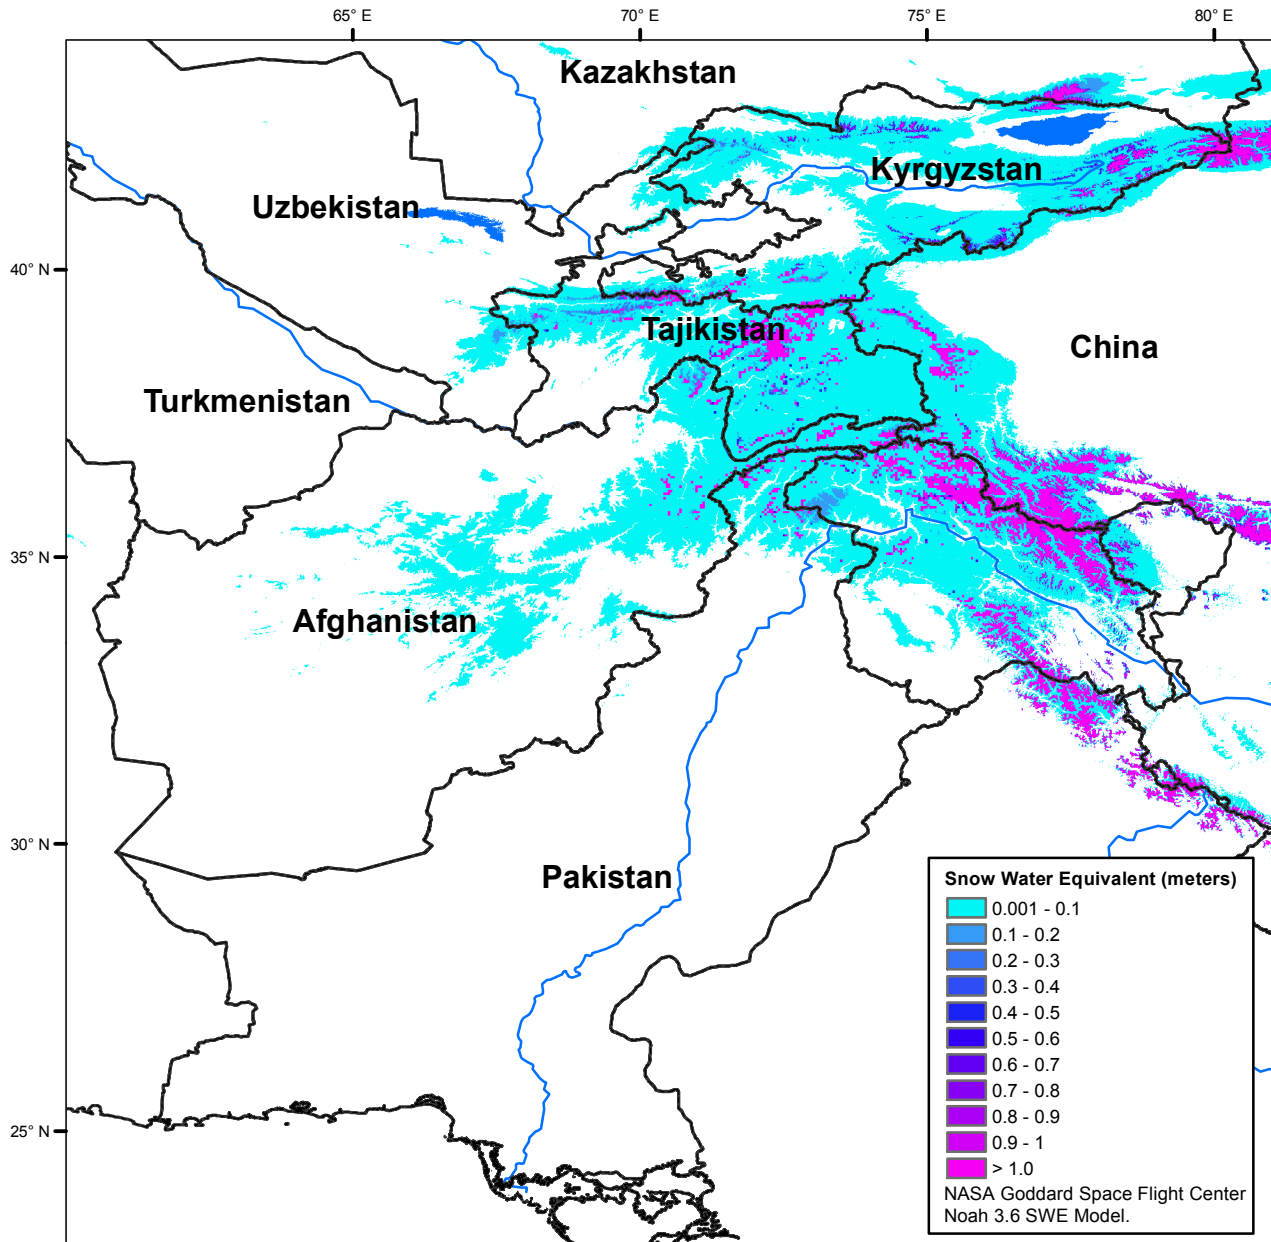 65° E
70° E
75° E
80° E
Kazakhstan
Kyrgyzstan
Uzbekistan
40° N
Tajikistan
China
Turkmenistan
35° N
Afghanistan
30° N
Pakistan
25° N
Snow Water Equivalent (meters)
0.001 - 0.1
0.1 - 0.2
0.2 - 0.3
0.3 - 0.4
0.4 - 0.5
0.5 - 0.6
0.6 - 0.7
0.7 - 0.8
0.8 - 0.9
0.9 - 1
> 1.0
NASA Goddard Space Flight Center
Noah 3.6 SWE Model.